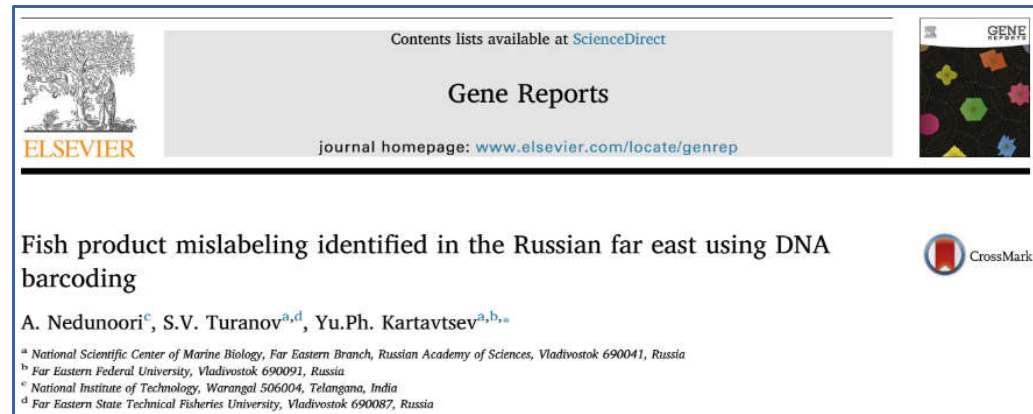 Contents lists available at ScienceDirect
GENE
REPORTS
Gene Reports
ELSEVIER
journal homepage: www.elsevier.com/locate/genrep
Fish product mislabeling identified in the Russian far east using DNA
barcoding
CrossMark
A. Nedunoori^c, S.V. Turanov^a,d, Yu.Ph. Kartavtsev^a,b,*
^a National Scientific Center of Marine Biology, Far Eastern Branch, Russian Academy of Sciences, Vladivostok 690041, Russia
^b Far Eastern Federal University, Vladivostok 690091, Russia
^c National Institute of Technology, Warangal 506004, Telangana, India
^d Far Eastern State Technical Fisheries University, Vladivostok 690087, Russia